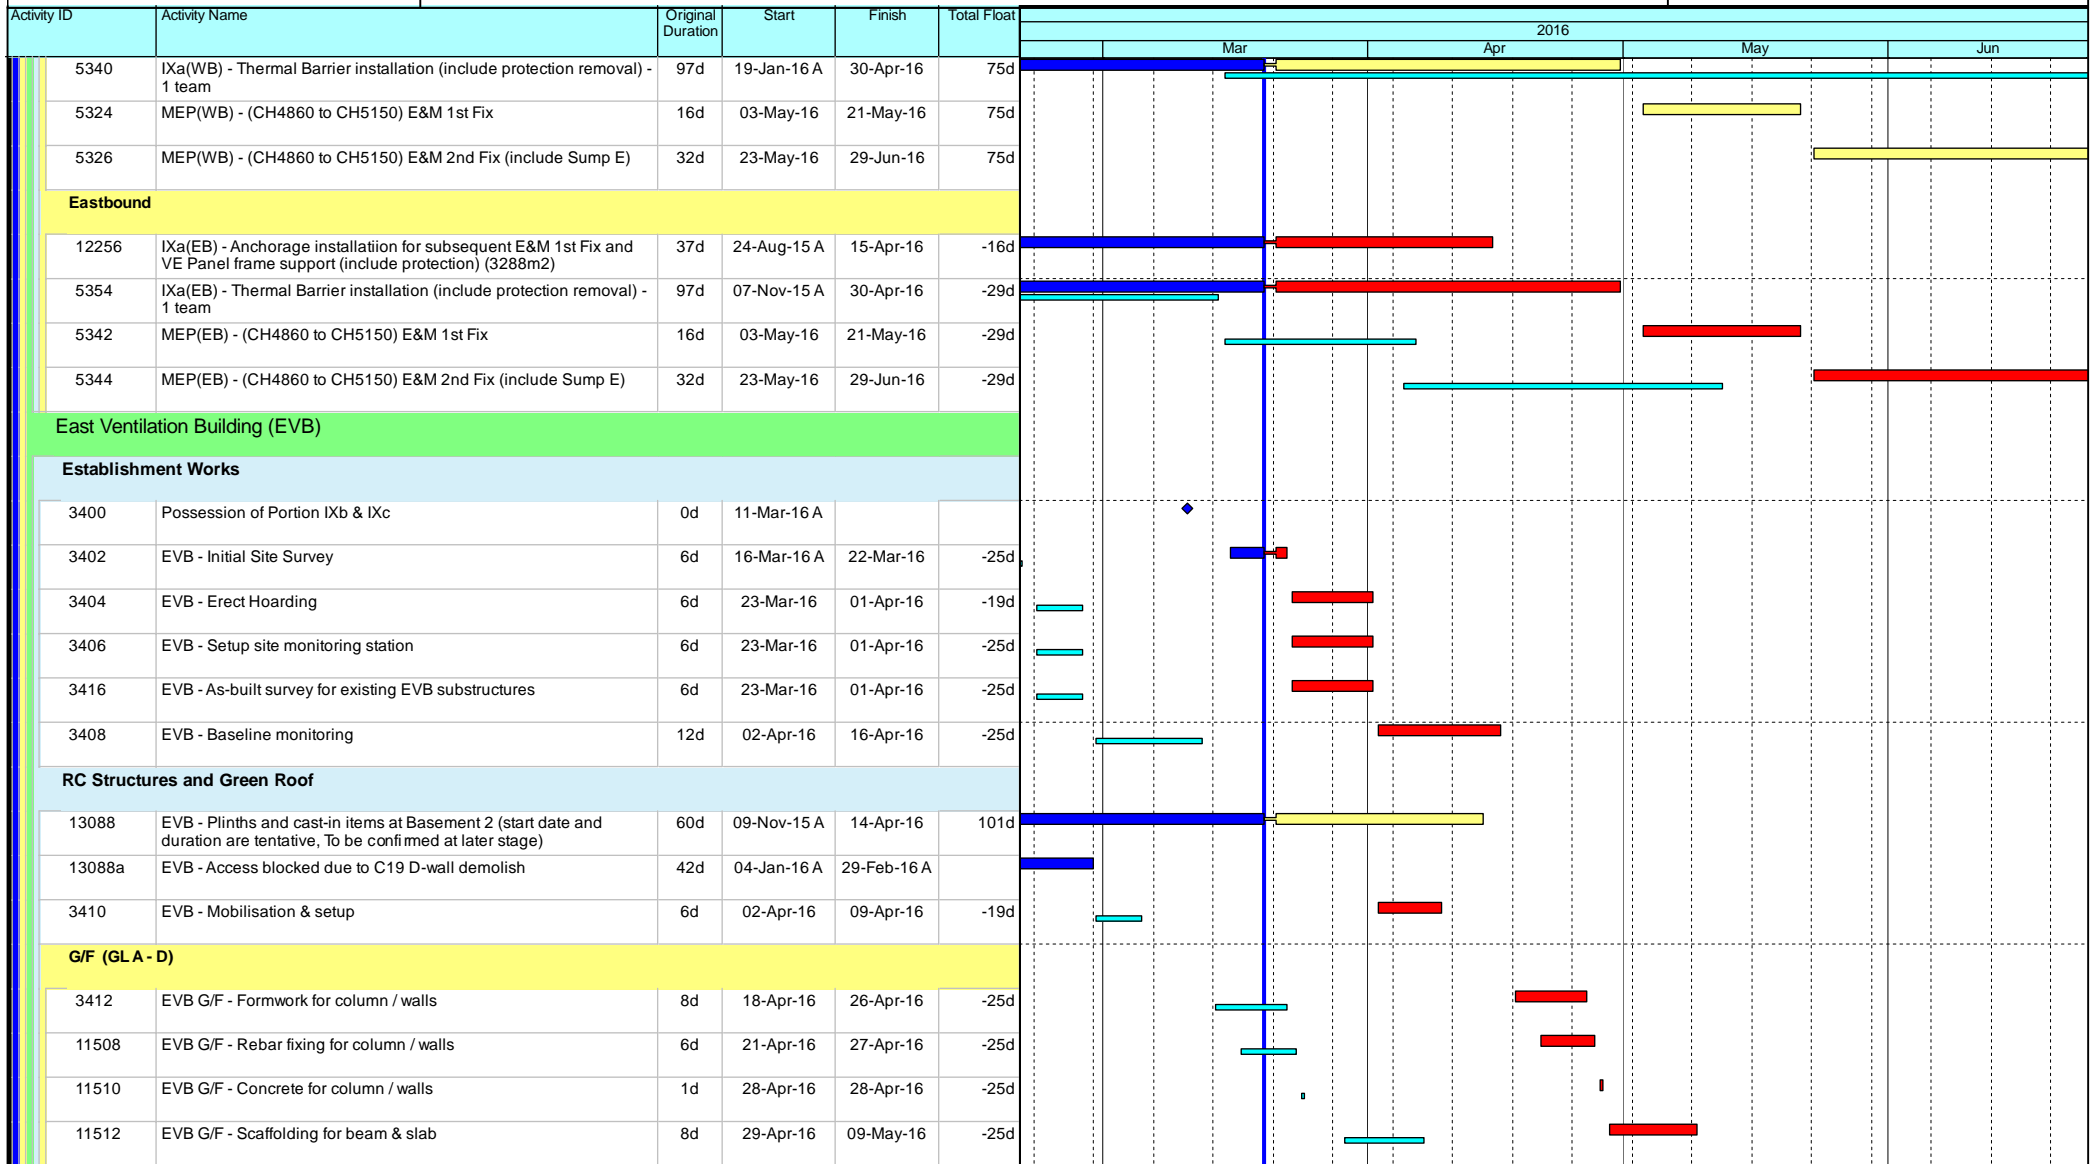 Activity ID Activity Name Original Duration Start Finish Total Float
2016
Mar Apr May Jun
5340 IXa(WB) - Thermal Barrier installation (include protection removal) - 97d 19-Jan-16 A 30-Apr-16 75d
1 team
5324 MEP(WB) - (CH4860 to CH5150) E&M 1st Fix 16d 03-May-16 21-May-16 75d
5326 MEP(WB) - (CH4860 to CH5150) E&M 2nd Fix (include Sump E) 32d 23-May-16 29-Jun-16 75d
Eastbound
12256 IXa(EB) - Anchorage installatiion for subsequent E&M 1st Fix and 37d 24-Aug-15 A 15-Apr-16 -16d
VE Panel frame support (include protection) (3288m2)
5354 IXa(EB) - Thermal Barrier installation (include protection removal) - 97d 07-Nov-15 A 30-Apr-16 -29d
1 team
5342 MEP(EB) - (CH4860 to CH5150) E&M 1st Fix 16d 03-May-16 21-May-16 -29d
5344 MEP(EB) - (CH4860 to CH5150) E&M 2nd Fix (include Sump E) 32d 23-May-16 29-Jun-16 -29d
East Ventilation Building (EVB)
Establishment Works
3400 Possession of Portion IXb & IXc 0d 11-Mar-16 A
3402 EVB - Initial Site Survey 6d 16-Mar-16 A 22-Mar-16 -25d
3404 EVB - Erect Hoarding 6d 23-Mar-16 01-Apr-16 -19d
3406 EVB - Setup site monitoring station 6d 23-Mar-16 01-Apr-16 -25d
3416 EVB - As-built survey for existing EVB substructures 6d 23-Mar-16 01-Apr-16 -25d
3408 EVB - Baseline monitoring 12d 02-Apr-16 16-Apr-16 -25d
RC Structures and Green Roof
13088 EVB - Plinths and cast-in items at Basement 2 (start date and 60d 09-Nov-15 A 14-Apr-16 101d
duration are tentative, To be confirmed at later stage)
13088a EVB - Access blocked due to C19 D-wall demolish 42d 04-Jan-16 A 29-Feb-16 A
3410 EVB - Mobilisation & setup 6d 02-Apr-16 09-Apr-16 -19d
G/F (GL A - D)
3412 EVB G/F - Formwork for column / walls 8d 18-Apr-16 26-Apr-16 -25d
11508 EVB G/F - Rebar fixing for column / walls 6d 21-Apr-16 27-Apr-16 -25d
11510 EVB G/F - Concrete for column / walls 1d 28-Apr-16 28-Apr-16 -25d
11512 EVB G/F - Scaffolding for beam & slab 8d 29-Apr-16 09-May-16 -25d